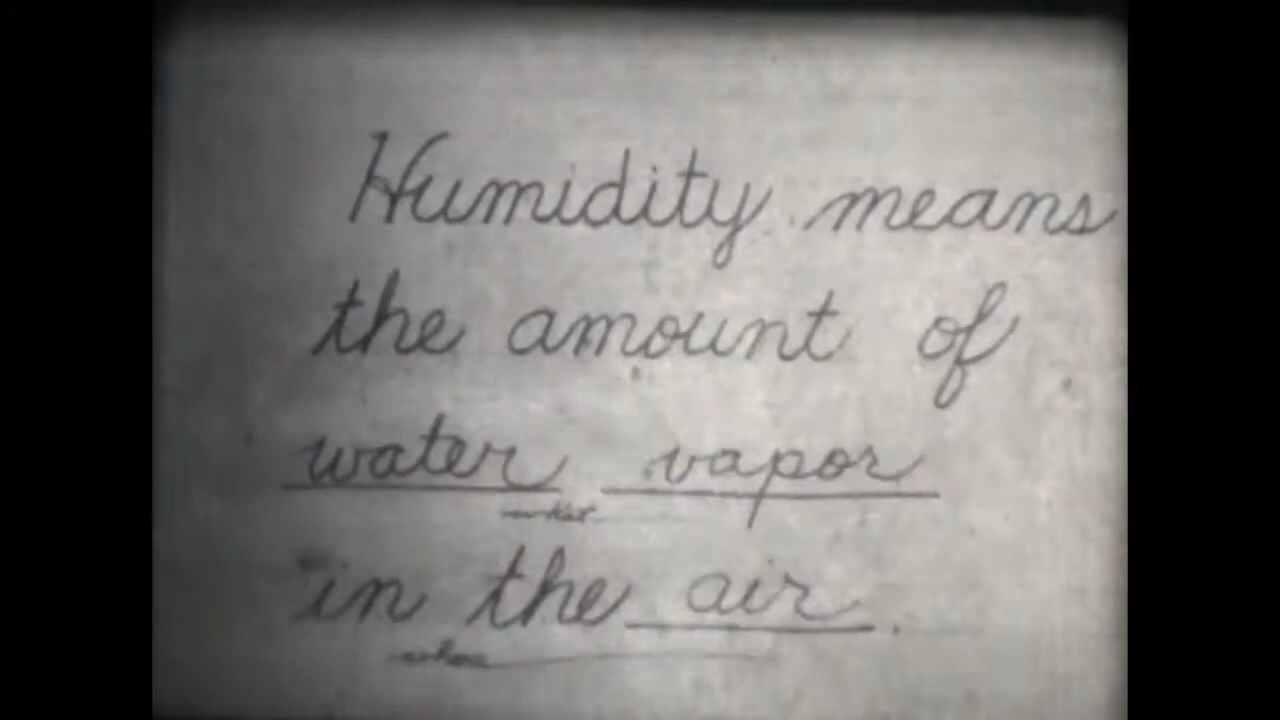 Humidity means
the amount of
water vapor
in the air.